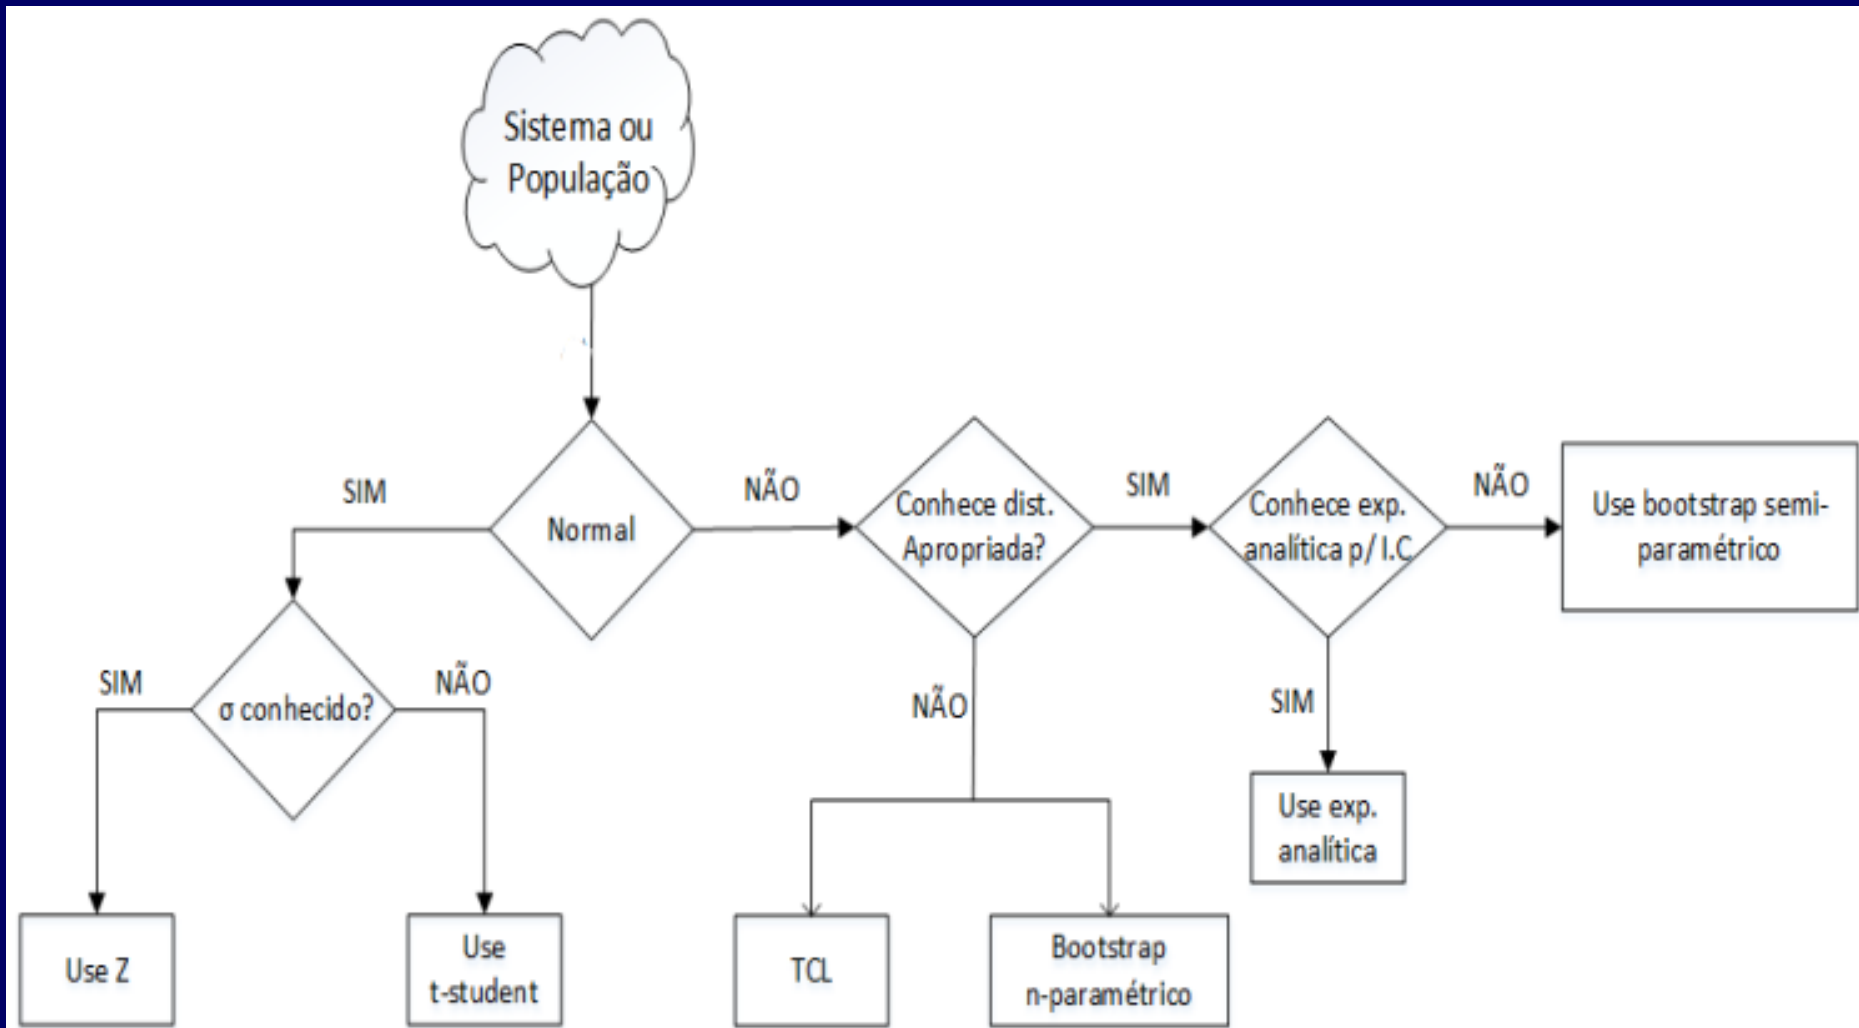 Sistema ou
População
Normal
SIM
NÃO
σ conhecido?
SIM
NÃO
Use Z
Use
t-student
Conhece dist.
Apropriada?
SIM
NÃO
TCL
Bootstrap
n-paramétrico
Conhece exp.
analítica p/ I.C
NÃO
SIM
Use exp.
analítica
Use bootstrap semi-
paramétrico